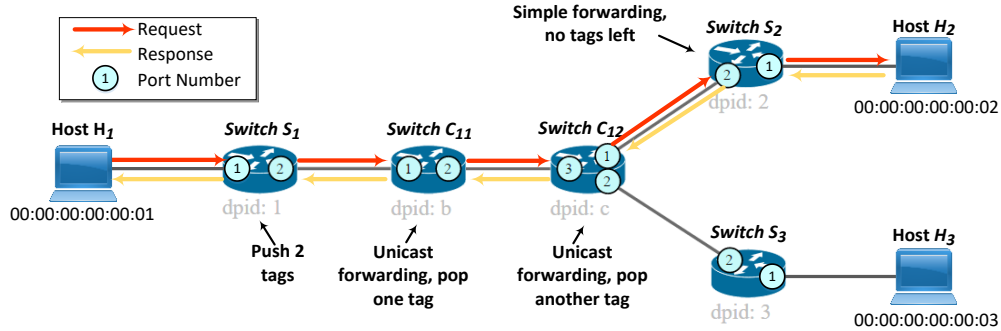 Request
Response
1 Port Number
Simple forwarding,
no tags left
Switch S2
Host H2
2 1
dpid: 2
00:00:00:00:00:02
Host H1
Switch S1
Switch C11
Switch C12
1 2
1 2
3 1 2
00:00:00:00:00:01
dpid: 1
dpid: b
dpid: c
Push 2
tags
Unicast
forwarding, pop
one tag
Unicast
forwarding, pop
another tag
Switch S3
Host H3
2 1
dpid: 3
00:00:00:00:00:03